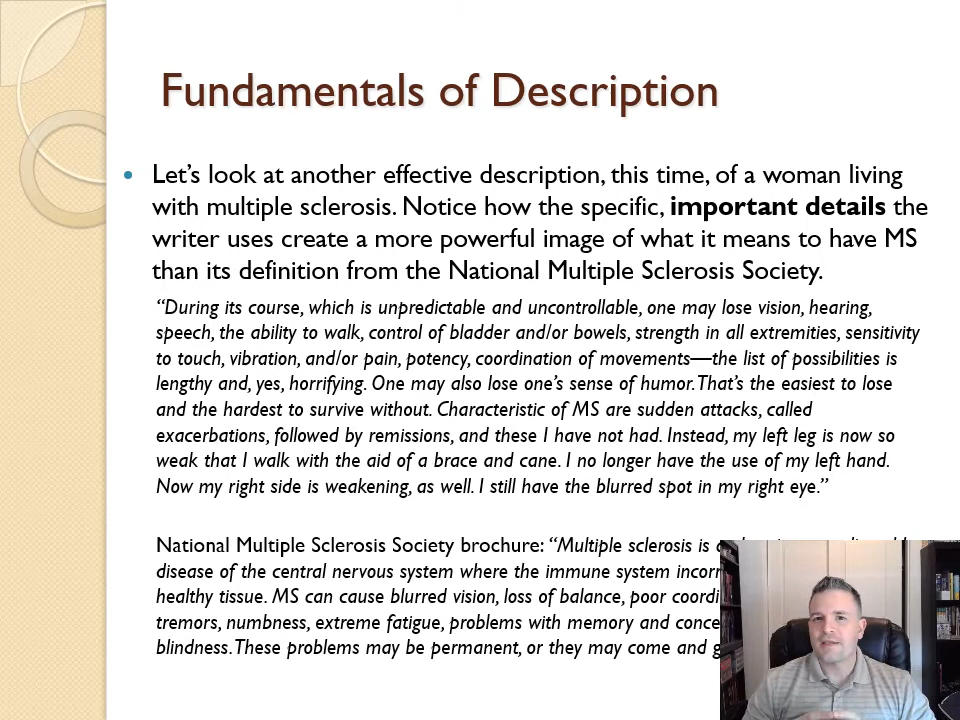 Fundamentals of Description
Let’s look at another effective description, this time, of a woman living
with multiple sclerosis. Notice how the specific, important details the
writer uses create a more powerful image of what it means to have MS
than its definition from the National Multiple Sclerosis Society.
“During its course, which is unpredictable and uncontrollable, one may lose vision, hearing,
speech, the ability to walk, control of bladder and/or bowels, strength in all extremities, sensitivity
to touch, vibration, and/or pain, potency, coordination of movements—the list of possibilities is
lengthy and, yes, horrifying. One may also lose one’s sense of humor. That’s the easiest to lose
and the hardest to survive without. Characteristic of MS are sudden attacks, called
exacerbations, followed by remissions, and these I have not had. Instead, my left leg is now so
weak that I walk with the aid of a brace and cane. I no longer have the use of my left hand.
Now my right side is weakening, as well. I still have the blurred spot in my right eye.”
National Multiple Sclerosis Society brochure: “Multiple sclerosis is
disease of the central nervous system where the immune system
healthy tissue. MS can cause blurred vision, loss of balance, poor
tremors, numbness, extreme fatigue, problems with memory and
blindness. These problems may be permanent, or they may come and